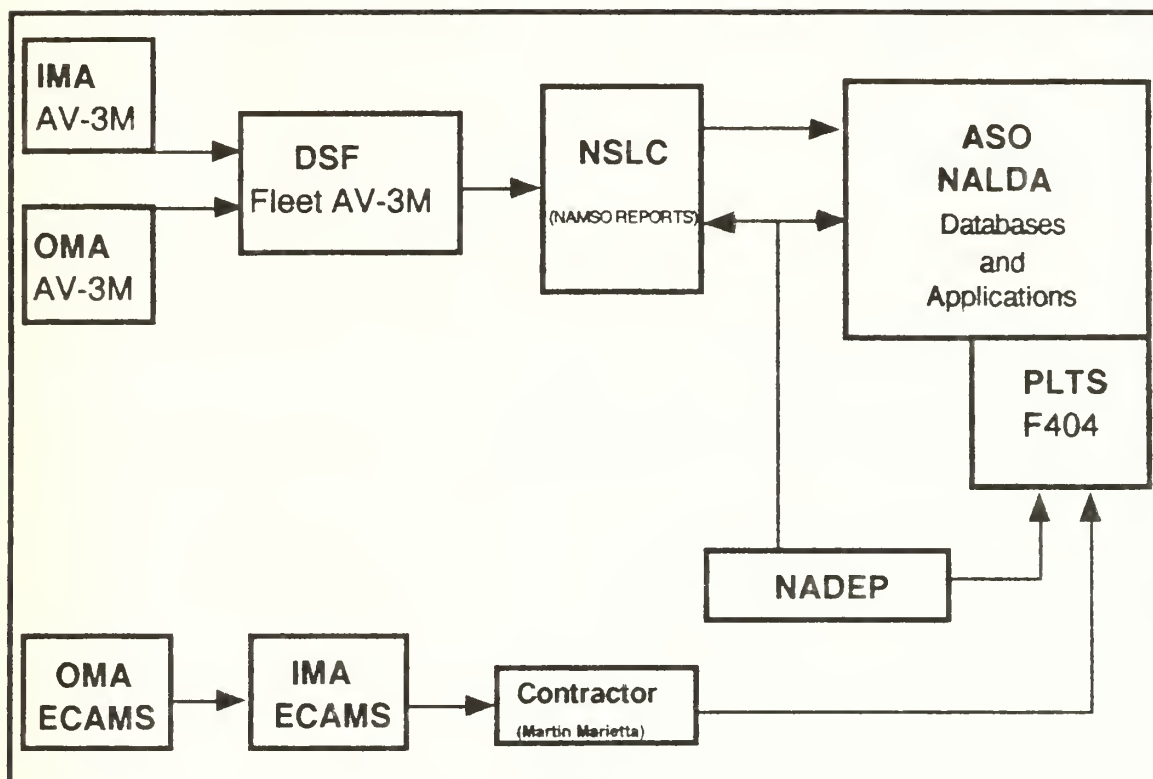 IMA
AV-3M
OMA
AV-3M
DSF
Fleet AV-3M
NSLC
(NAMSO REPORTS)
ASO
NALDA
Databases
and
Applications
PLTS
F404
NADEP
OMA
ECAMS
IMA
ECAMS
Contractor
(Martin Marietta)